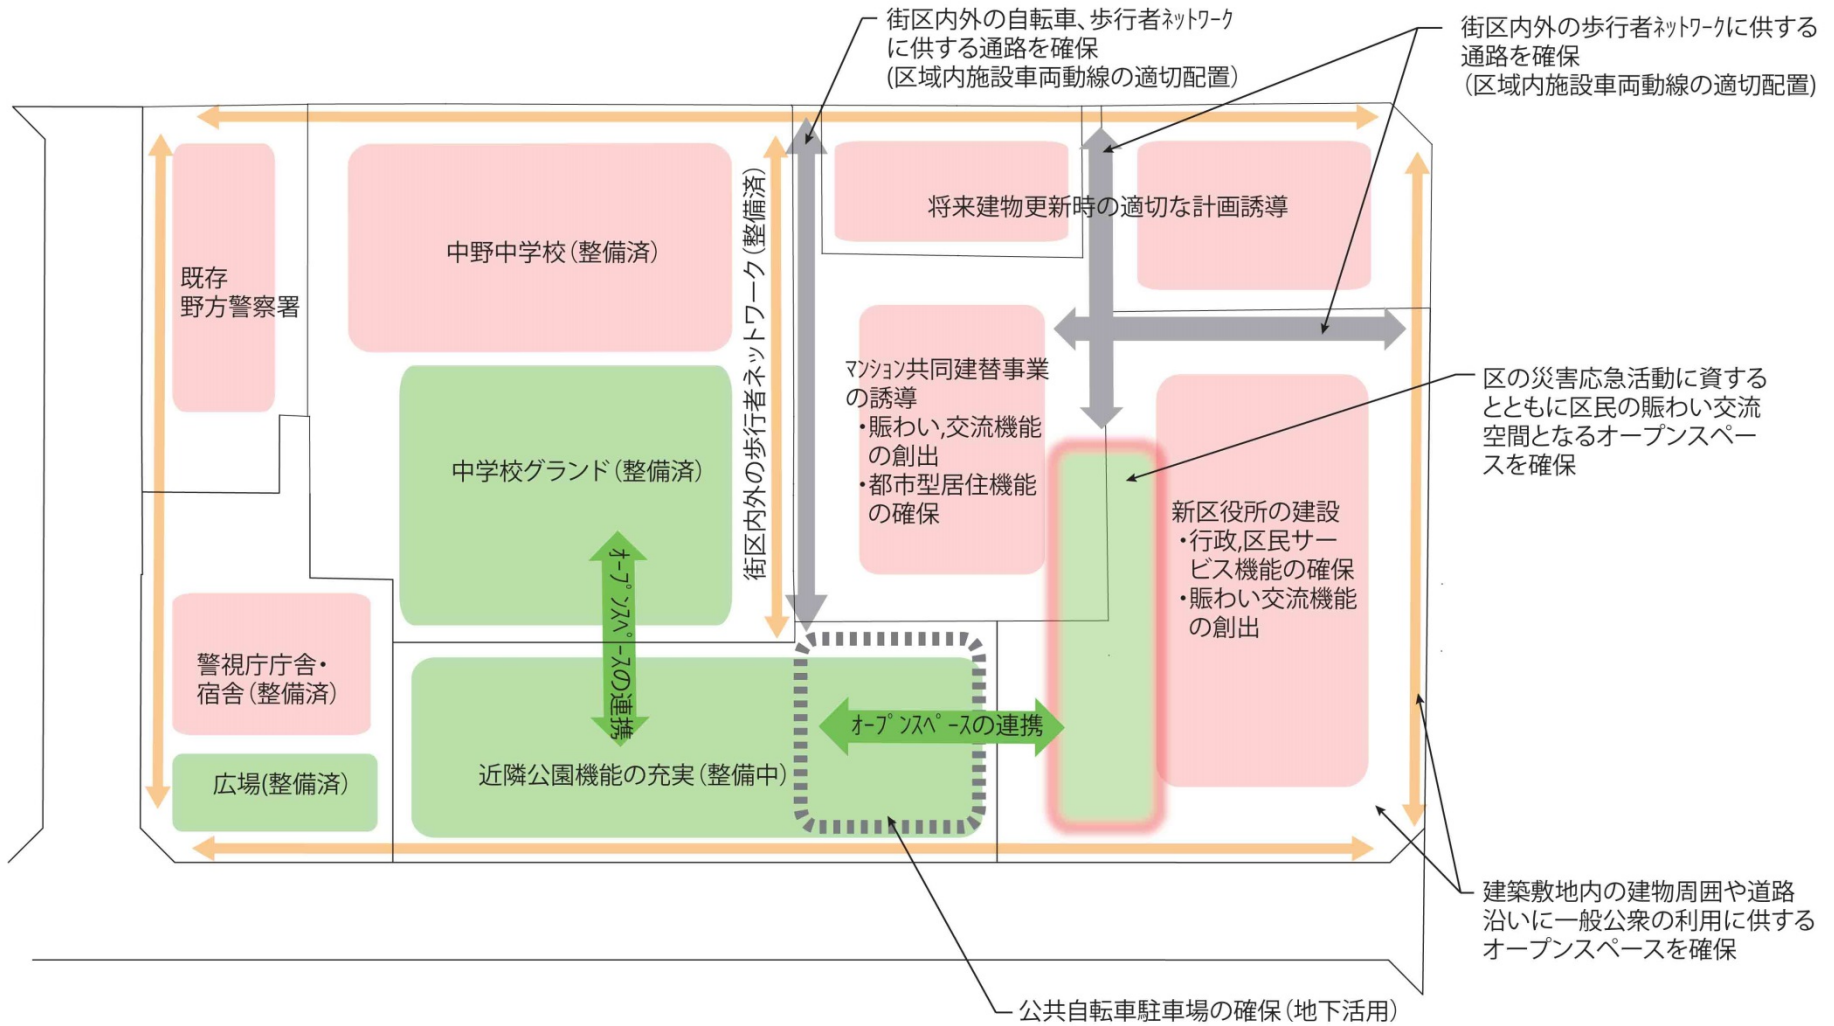 街区内外の自転車、歩行者ﾈｯﾄﾜｰｸ
に供する通路を確保
(区域内施設車両動線の適切配置)
街区内外の歩行者ﾈｯﾄﾜｰｸに供する
通路を確保
(区域内施設車両動線の適切配置)
既存
野方警察署
中野中学校(整備済)
街区内外の歩行者ネットワーク(整備済)
将来建物更新時の適切な計画誘導
ﾏﾝｼｮﾝ共同建替事業
の誘導
・賑わい,交流機能
の創出
・都市型居住機能
の確保
区の災害応急活動に資する
とともに区民の賑わい交流
空間となるオープンスペー
スを確保
中学校グランド(整備済)
新区役所の建設
・行政,区民サー
ビス機能の確保
・賑わい交流機能
の創出
ｵｰﾌﾟﾝｽﾍﾟｰｽの連携
警視庁庁舎・
宿舎(整備済)
広場(整備済)
近隣公園機能の充実(整備中)
ｵｰﾌﾟﾝｽﾍﾟｰｽの連携
建築敷地内の建物周囲や道路
沿いに一般公衆の利用に供する
オープンスペースを確保
公共自転車駐車場の確保(地下活用)